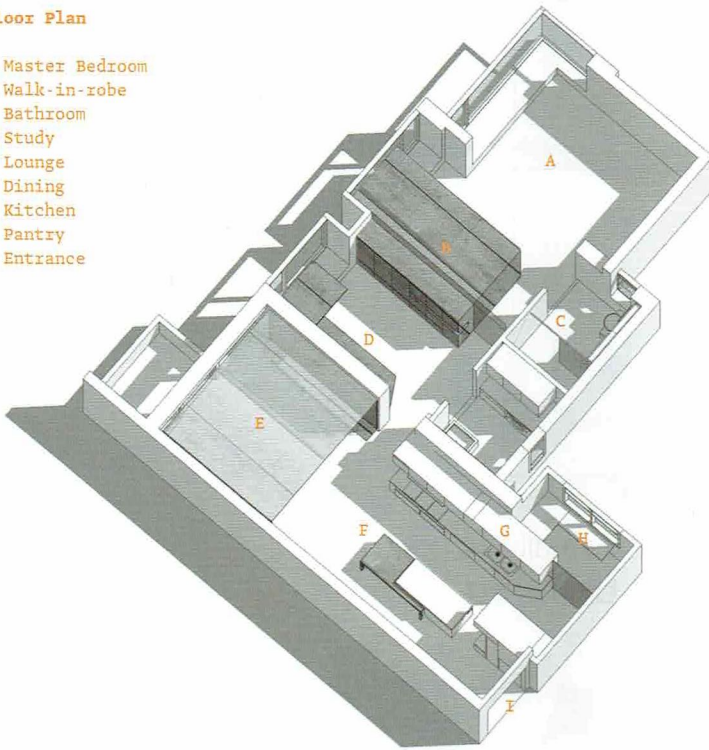 oor Plan
Master Bedroom
Walk-in-robe
Bathroom
Study
Lounge
Dining
Kitchen
Pantry
Entrance
A
B
C
D
E
F
G
H
I